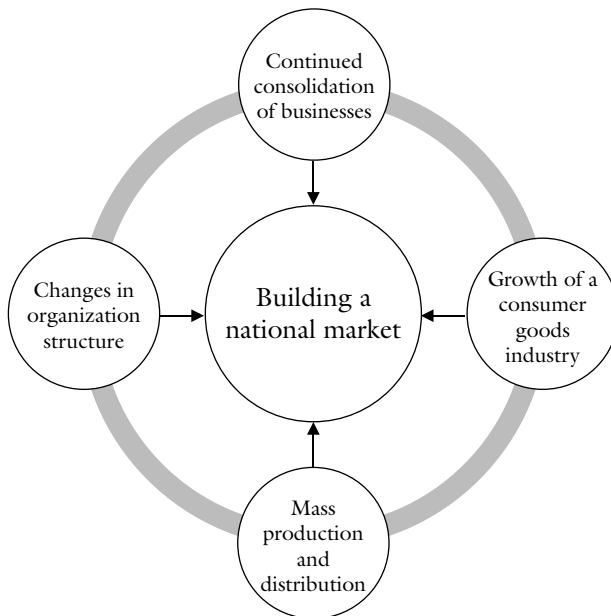 Continued
consolidation
of businesses
Changes in
organization
structure
Building a
national market
Growth of a
consumer
goods
industry
Mass
production
and
distribution